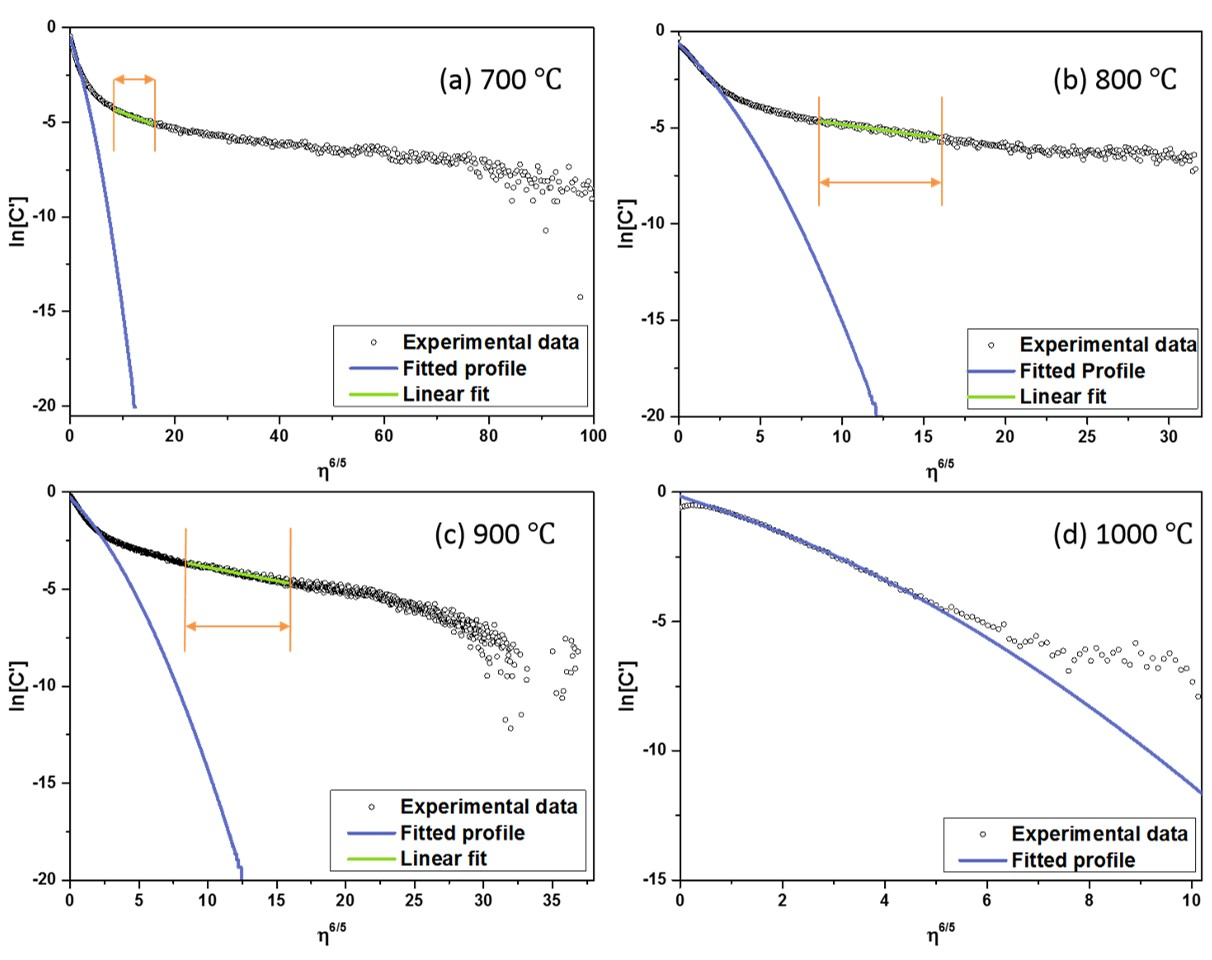 (a) 700 °C
ln[C']
0
-5
-10
-15
-20
0 20 40 60 80 100
η6/5
Experimental data
Fitted profile
Linear fit
(b) 800 °C
ln[C']
0
-5
-10
-15
-20
0 5 10 15 20 25 30
η6/5
Experimental data
Fitted Profile
Linear fit
(c) 900 °C
ln[C']
0
-5
-10
-15
-20
0 5 10 15 20 25 30 35
η6/5
Experimental data
Fitted profile
Linear fit
(d) 1000 °C
ln[C']
0
-5
-10
-15
0 2 4 6 8 10
η6/5
Experimental data
Fitted profile